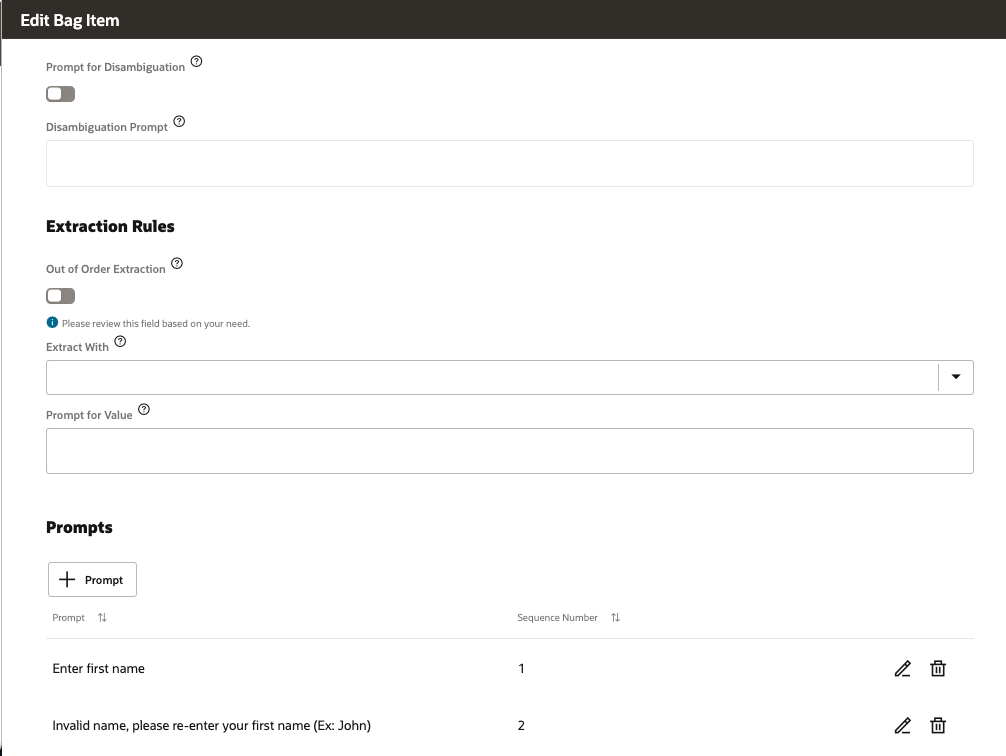 Edit Bag Item
Prompt for Disambiguation
Disambiguation Prompt
Extraction Rules
Out of Order Extraction
Please review this field based on your need.
Extract With
Prompt for Value
Prompts
Prompt
Prompt Sequence Number
Enter first name 1
Invalid name, please re-enter your first name (Ex: John) 2